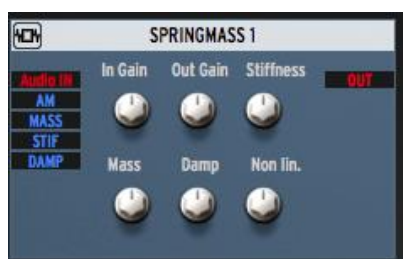 SPRINGMASS 1
In Gain Out Gain Stiffness
Audio IN OUT
AM
MASS
STIF
DAMP Mass Damp Non lin.